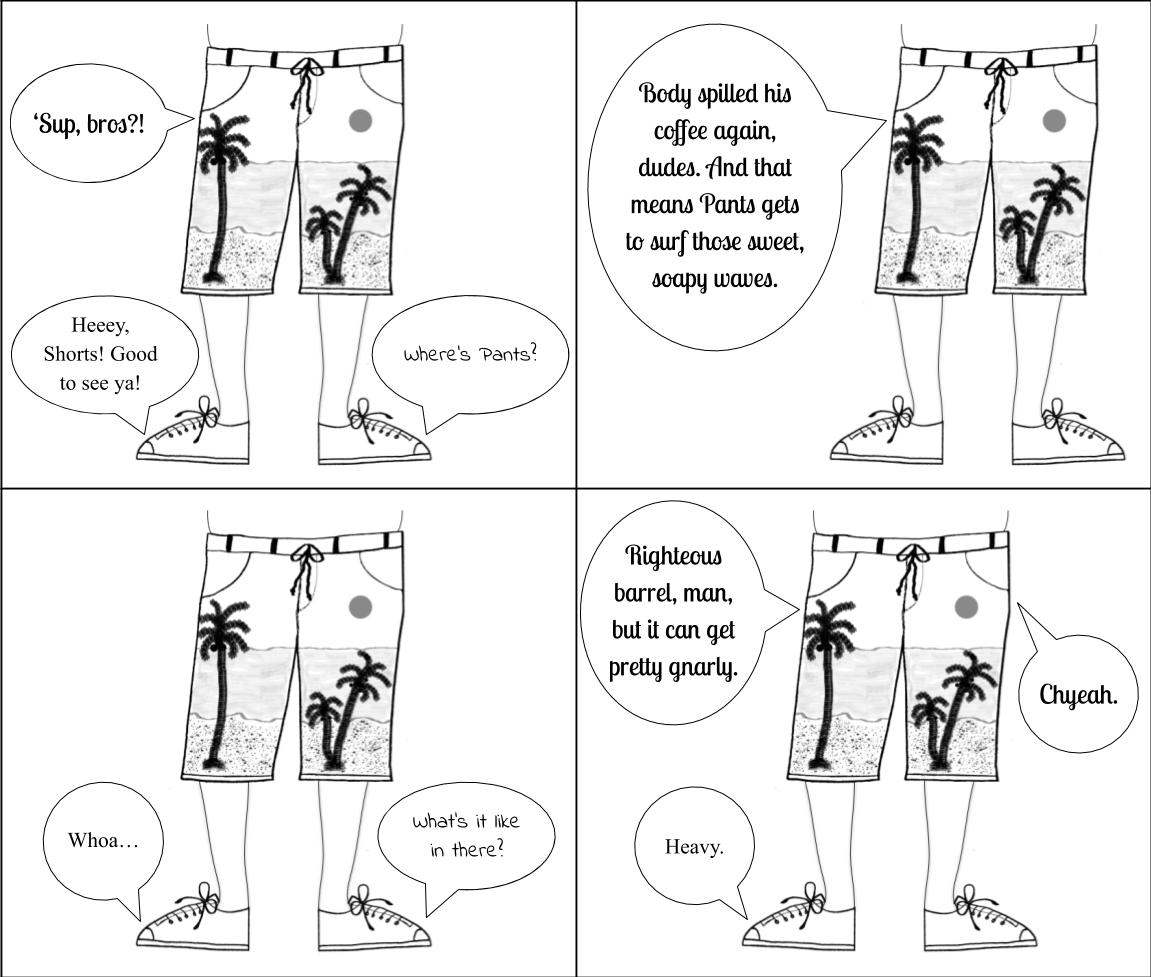 ‘Sup, bros?!
Heeey,
Shorts! Good
to see ya!
Where's Pants?
Body spilled his
coffee again,
dudes. And that
means Pants gets
to surf those sweet,
soapy waves.
Whoa…
What's it like
in there?
Righteous
barrel, man,
but it can get
pretty gnarly.
Chyeah.
Heavy.